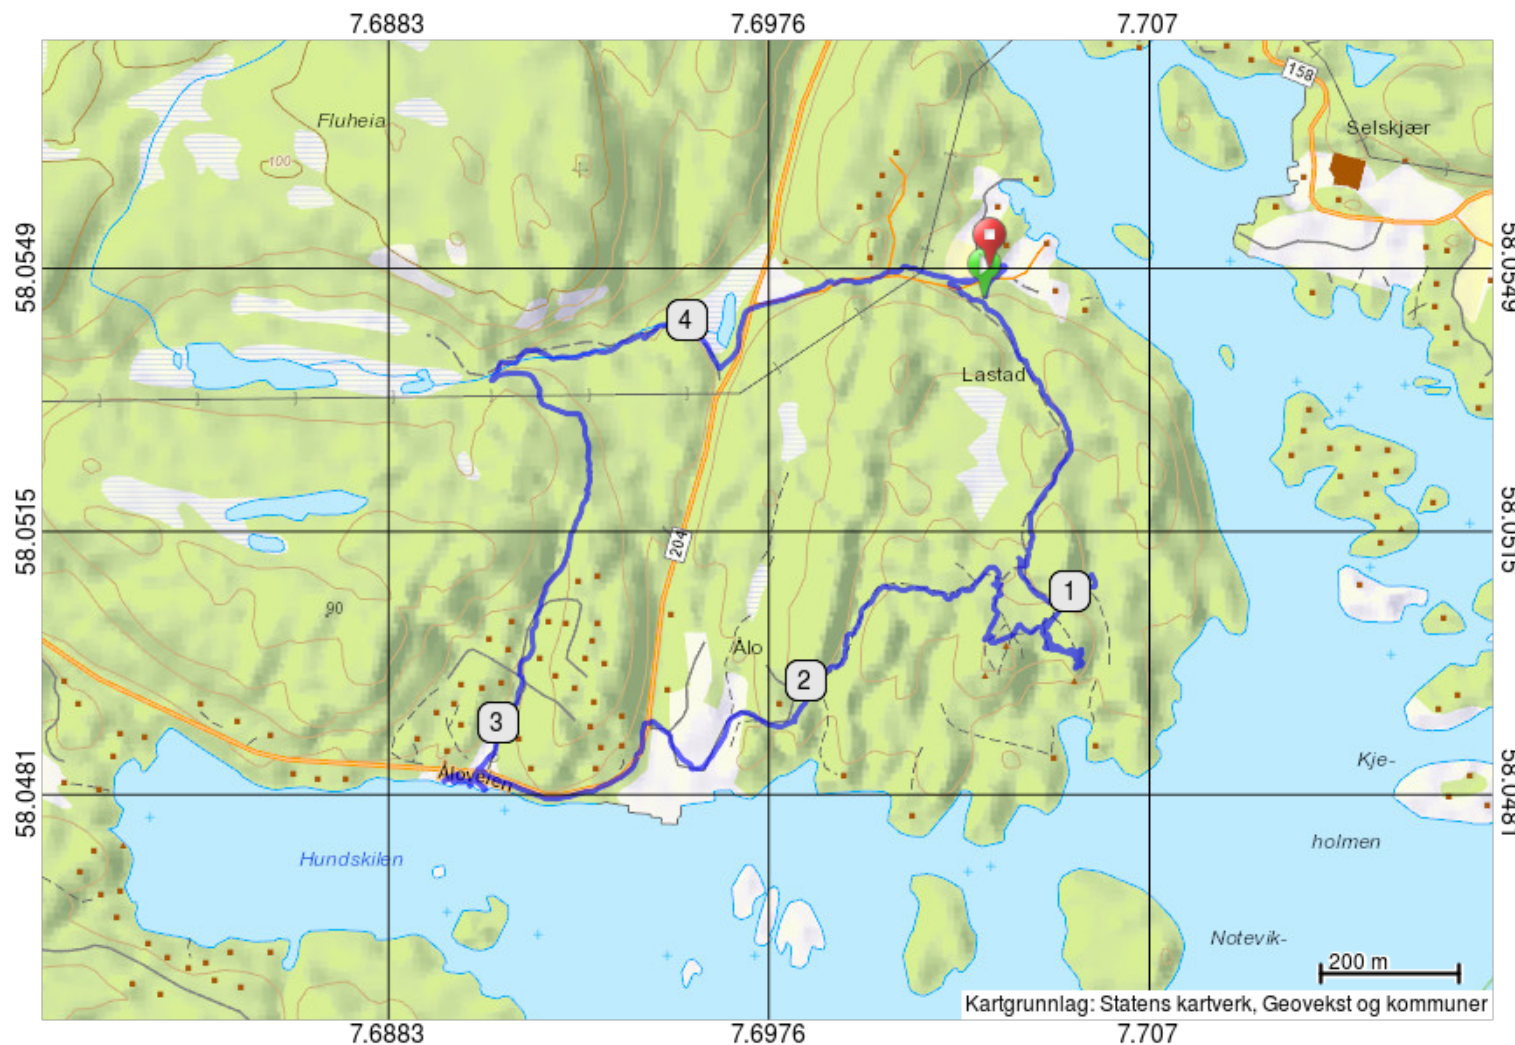 7.6883 7.6976 7.707
158
Fluheia
Selskjær
100
58.0549 58.0549
4
Lastad
58.0515 58.0515
204
90
1
Ålo
2
3
Kje-
Åloveien
58.0481 58.0481
holmen
Hundskilen
Notevik-
200 m
Kartgrunnlag: Statens kartverk, Geovekst og kommuner
7.6883 7.6976 7.707